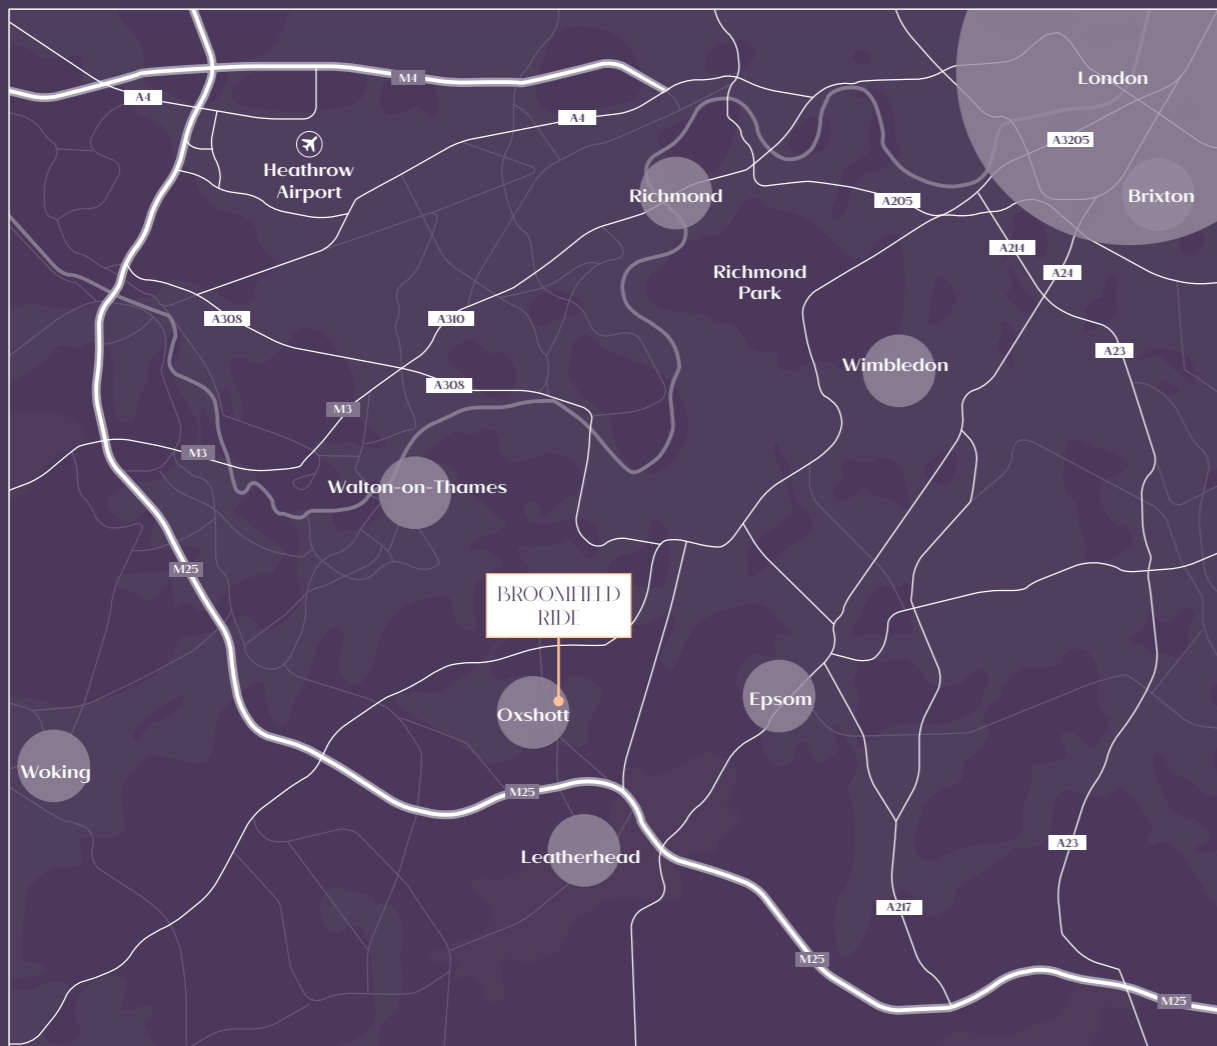 M4
London
A4
A4
A3205
Heathrow
Airport
Richmond
Brixton
A205
A214
Richmond
Park
A24
A308
A310
A23
Wimbledon
A308
M3
M3
Walton-on-Thames
M25
BROOMFIELD
RIDE
Epsom
Oxshott
Woking
M25
A23
Leatherhead
A217
M25
M25